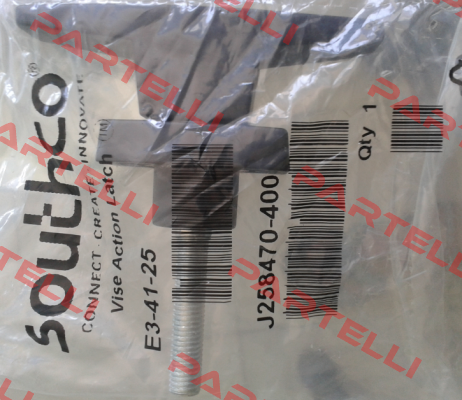 southco®
CONNECT · CREATE · INNOVATE
Vise Action Latch
E3-41-25
J258470-400
Qty 1
PARTELLI
PARTELLI
PARTELLI
PARTELLI
PARTELLI